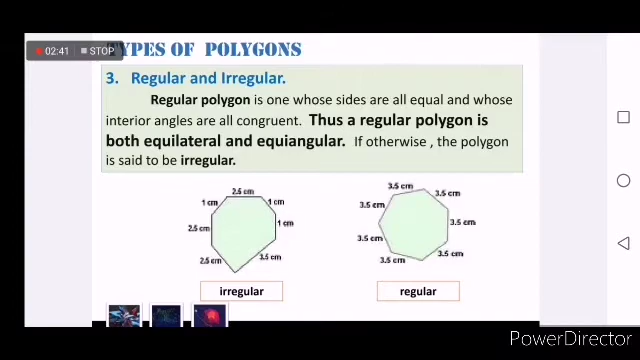 02:41 STOP
TYPES OF POLYGONS
3. Regular and Irregular.
Regular polygon is one whose sides are all equal and whose
interior angles are all congruent. Thus a regular polygon is
both equilateral and equiangular. If otherwise , the polygon
is said to be irregular.
2.5 cm
1 cm
1 cm
2.5 cm
1 cm
2.5 cm
3.5 cm
irregular
3.5 cm
3.5 cm
3.5 cm
3.5 cm
3.5 cm
3.5 cm
3.5 cm
regular
PowerDirector